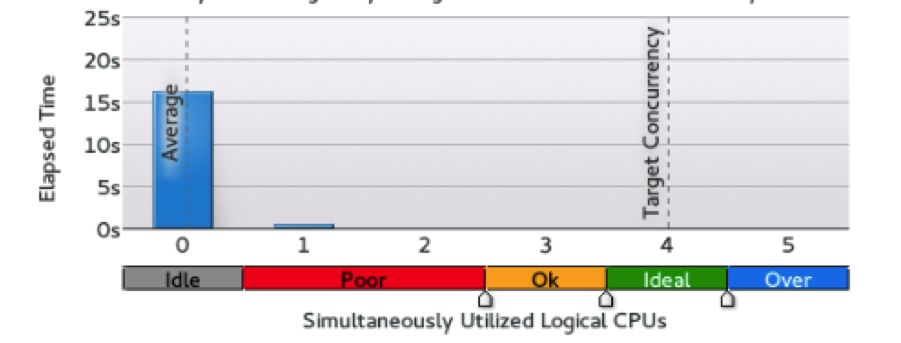 25s
20s
15s
10s
5s
0s
Elapsed Time
Average
Target Concurrency
0 1 2 3 4 5
Idle Poor Ok Ideal Over
Simultaneously Utilized Logical CPUs